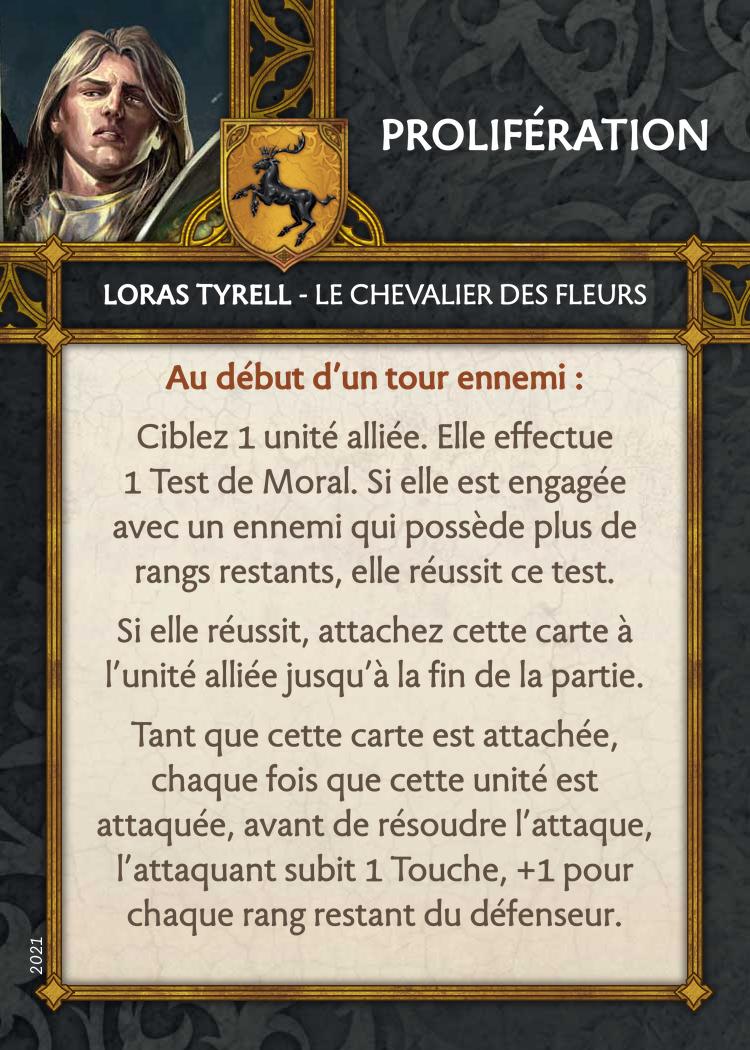 PROLIFÉRATION
LORAS TYRELL - LE CHEVALIER DES FLEURS
Au début d'un tour ennemi :
Ciblez 1 unité alliée. Elle effectue
1 Test de Moral. Si elle est engagée
avec un ennemi qui possède plus de
rangs restants, elle réussit ce test.
Si elle réussit, attachez cette carte à
l'unité alliée jusqu'à la fin de la partie.
Tant que cette carte est attachée,
chaque fois que cette unité est
attaquée, avant de résoudre l'attaque,
l'attaquant subit 1 Touche, +1 pour
chaque rang restant du défenseur.
2021